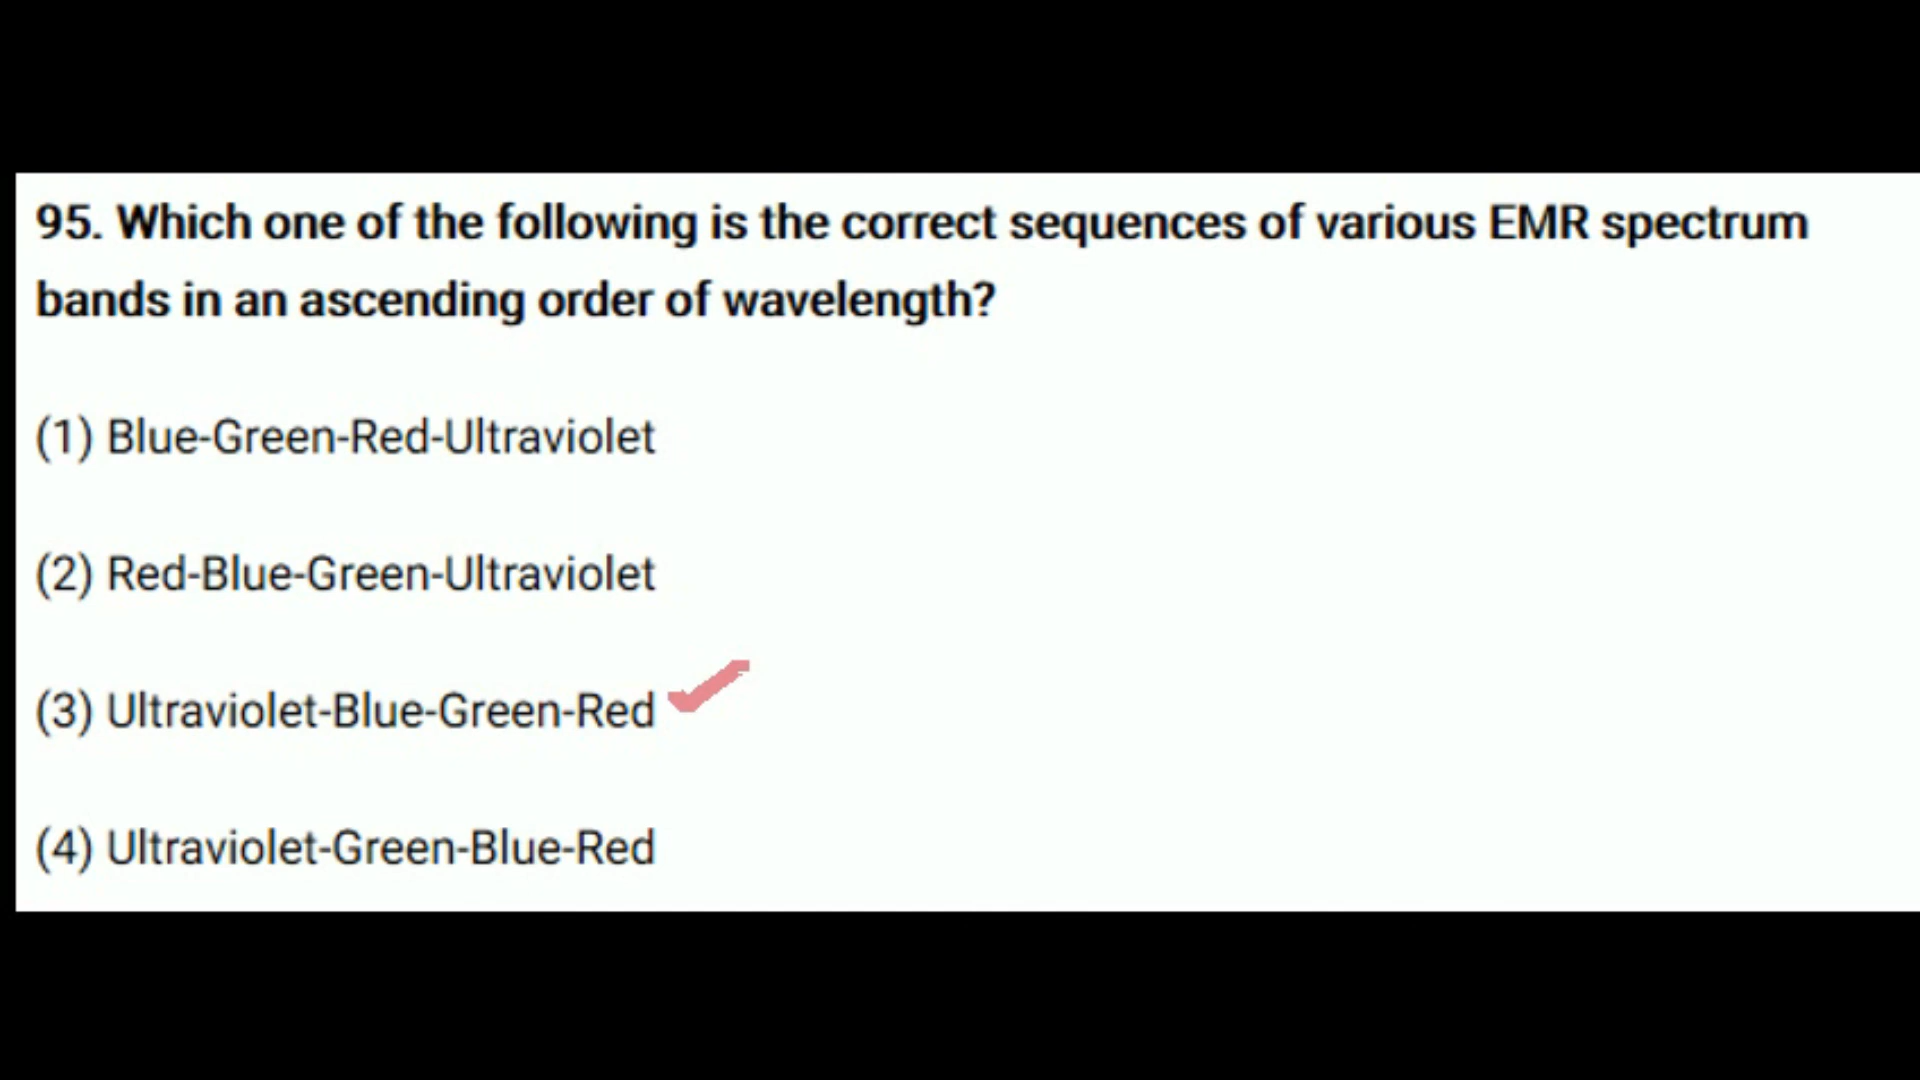 95. Which one of the following is the correct sequences of various EMR spectrum
bands in an ascending order of wavelength?
(1) Blue-Green-Red-Ultraviolet
(2) Red-Blue-Green-Ultraviolet
(3) Ultraviolet-Blue-Green-Red
(4) Ultraviolet-Green-Blue-Red